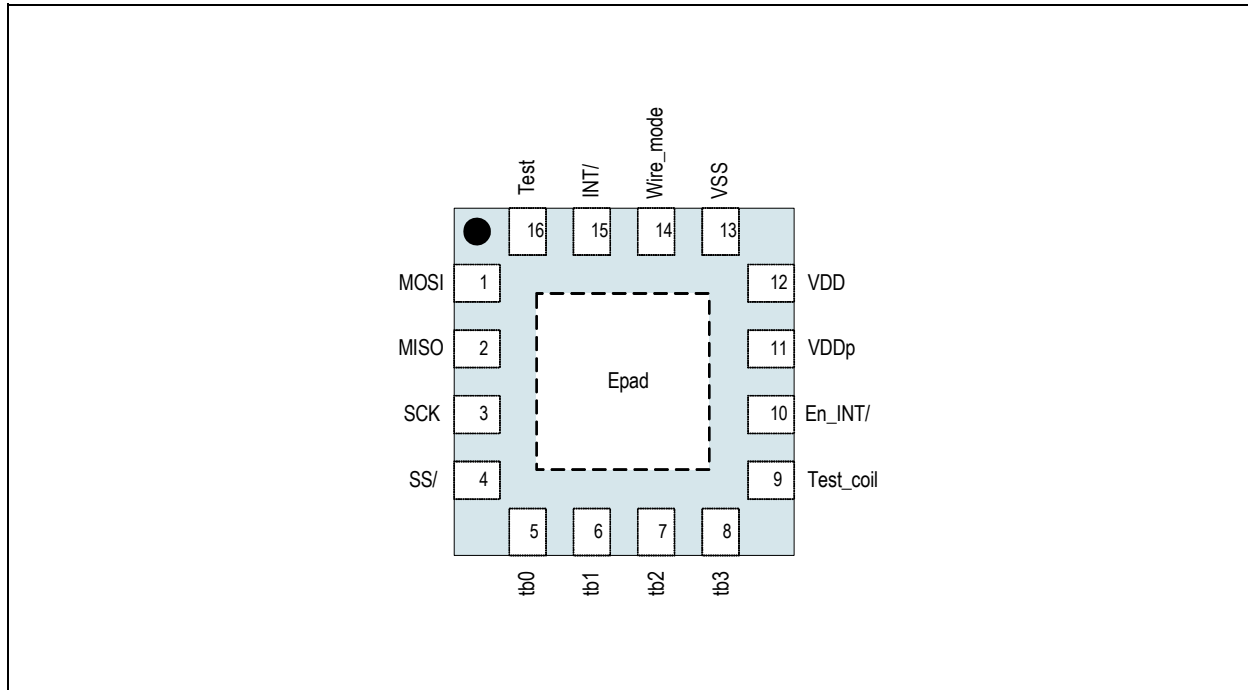 Test
INT/
Wire_mode
VSS
16
15
14
13
MOSI 1
12 VDD
MISO 2
11 VDDp
Epad
SCK 3
10 En_INT/
SS/ 4
9 Test_coil
5
6
7
8
tb0
tb1
tb2
tb3